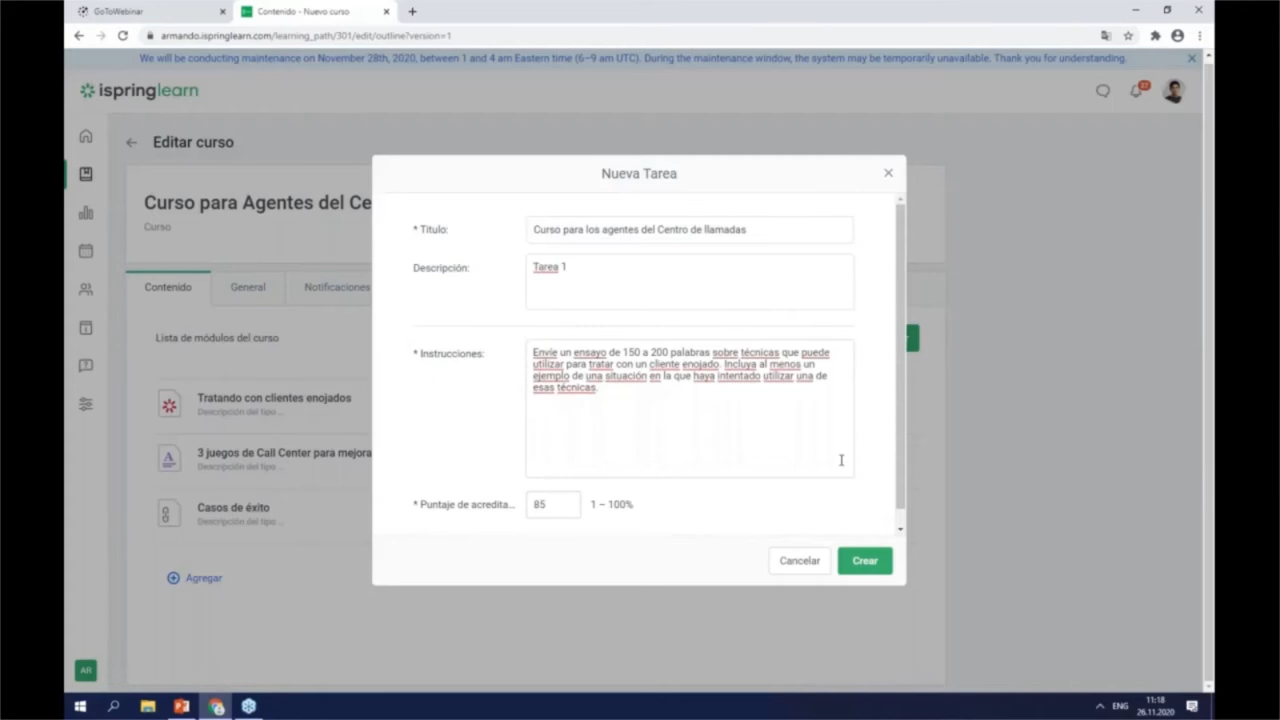 GoToWebinar
Contenido - Nuevo curso
armando.ispringlearn.com/learning_path/301/edit/outline?version=1
We will be conducting maintenance on November 28th, 2020, between 1 and 4 am Eastern time (6–9 am UTC). During the maintenance window, the system may be temporarily unavailable. Thank you for understanding.
ispringlearn
Editar curso
Curso para Agentes del Ce
Curso
Contenido
General
Notificaciones
Lista de módulos del curso
Tratando con clientes enojados
Descripción del tipo ...
3 juegos de Call Center para mejora
Descripción del tipo ...
Casos de éxito
Descripción del tipo ...
Agregar
Nueva Tarea
* Título:
Curso para los agentes del Centro de llamadas
Descripción:
Tarea 1
* Instrucciones:
Envíe un ensayo de 150 a 200 palabras sobre técnicas que puede
utilizar para tratar con un cliente enojado. Incluya al menos un
ejemplo de una situación en la que haya intentado utilizar una de
esas técnicas.
* Puntaje de acredita...
85
1 – 100%
Cancelar
Crear
AR
ENG
11:18
26.11.2020